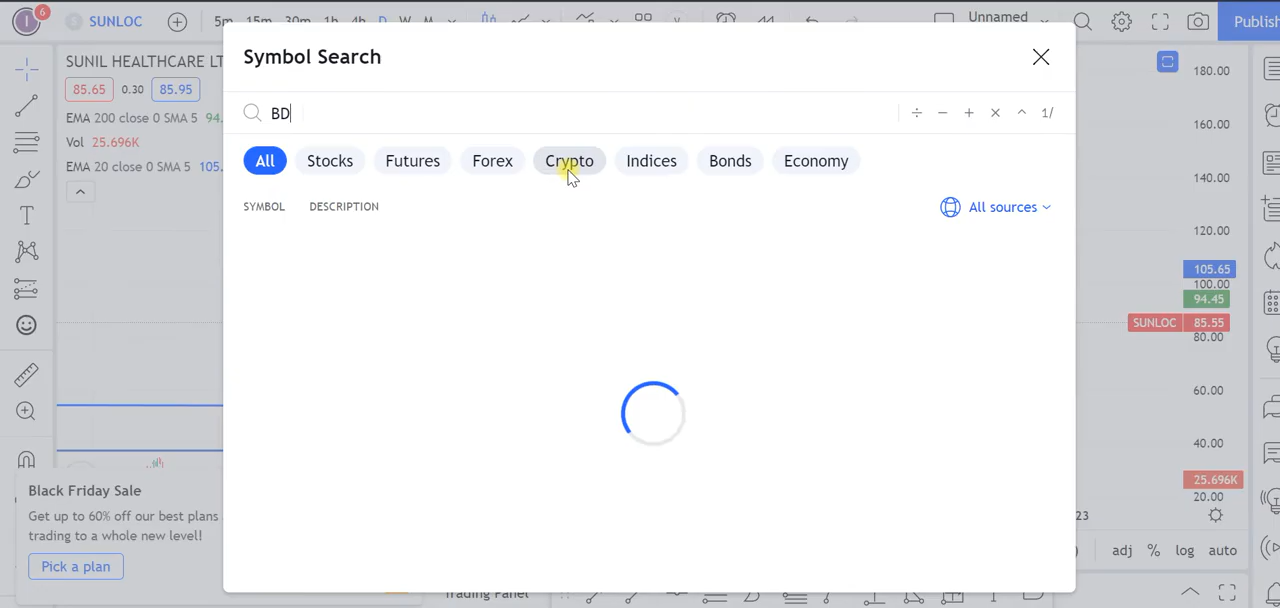 I 6 SUNLOC 5m 15m 30m 1h 4h D W M Unnamed Publish
Symbol Search
SUNIL HEALTHCARE LT
85.65 0.30 85.95
BD
÷ − + × ^ 1/
EMA 200 close 0 SMA 5 94.
Vol 25.696K
EMA 20 close 0 SMA 5 105.
All Stocks Futures Forex Crypto Indices Bonds Economy
SYMBOL DESCRIPTION All sources
180.00
160.00
140.00
120.00
105.65
100.00
94.45
SUNLOC 85.55
80.00
60.00
40.00
25.696K
20.00
23
Black Friday Sale
Get up to 60% off our best plans
trading to a whole new level!
Pick a plan
adj % log auto
Trading Panel